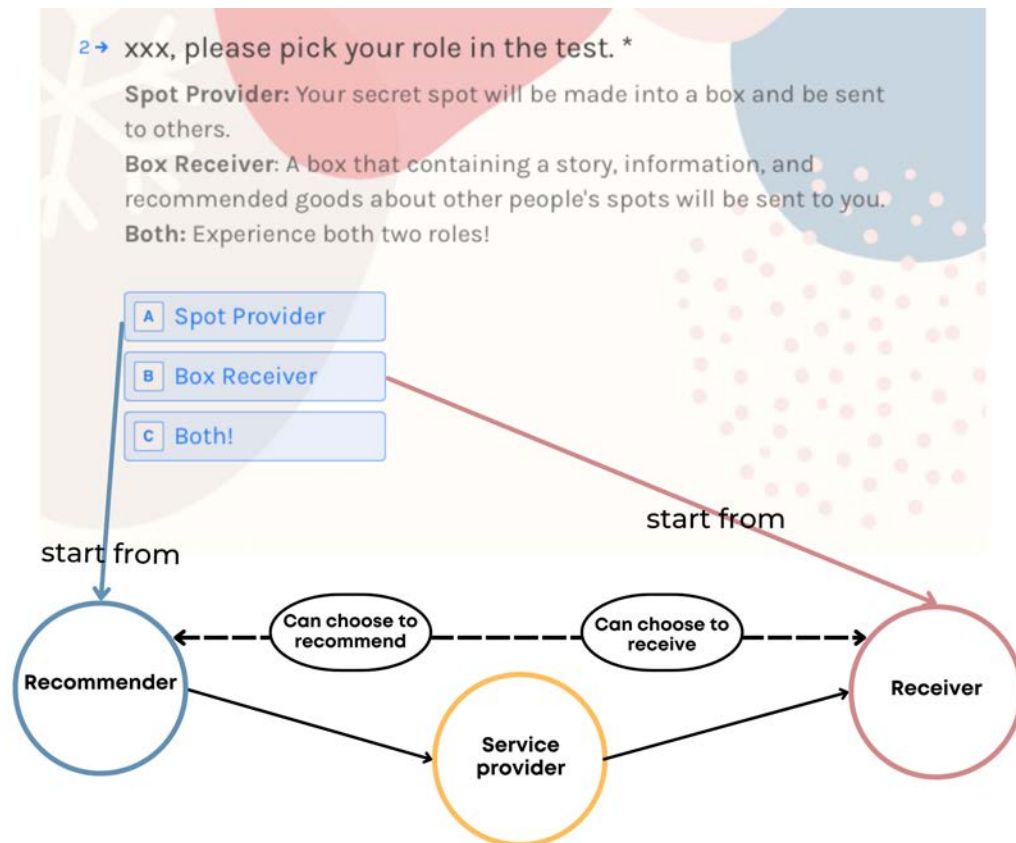 2→ xxx, please pick your role in the test. *
Spot Provider: Your secret spot will be made into a box and be sent
to others.
Box Receiver: A box that containing a story, information, and
recommended goods about other people's spots will be sent to you.
Both: Experience both two roles!
A Spot Provider
B Box Receiver
C Both!
start from
start from
Can choose to
recommend
Can choose to
receive
Recommender
Receiver
Service
provider